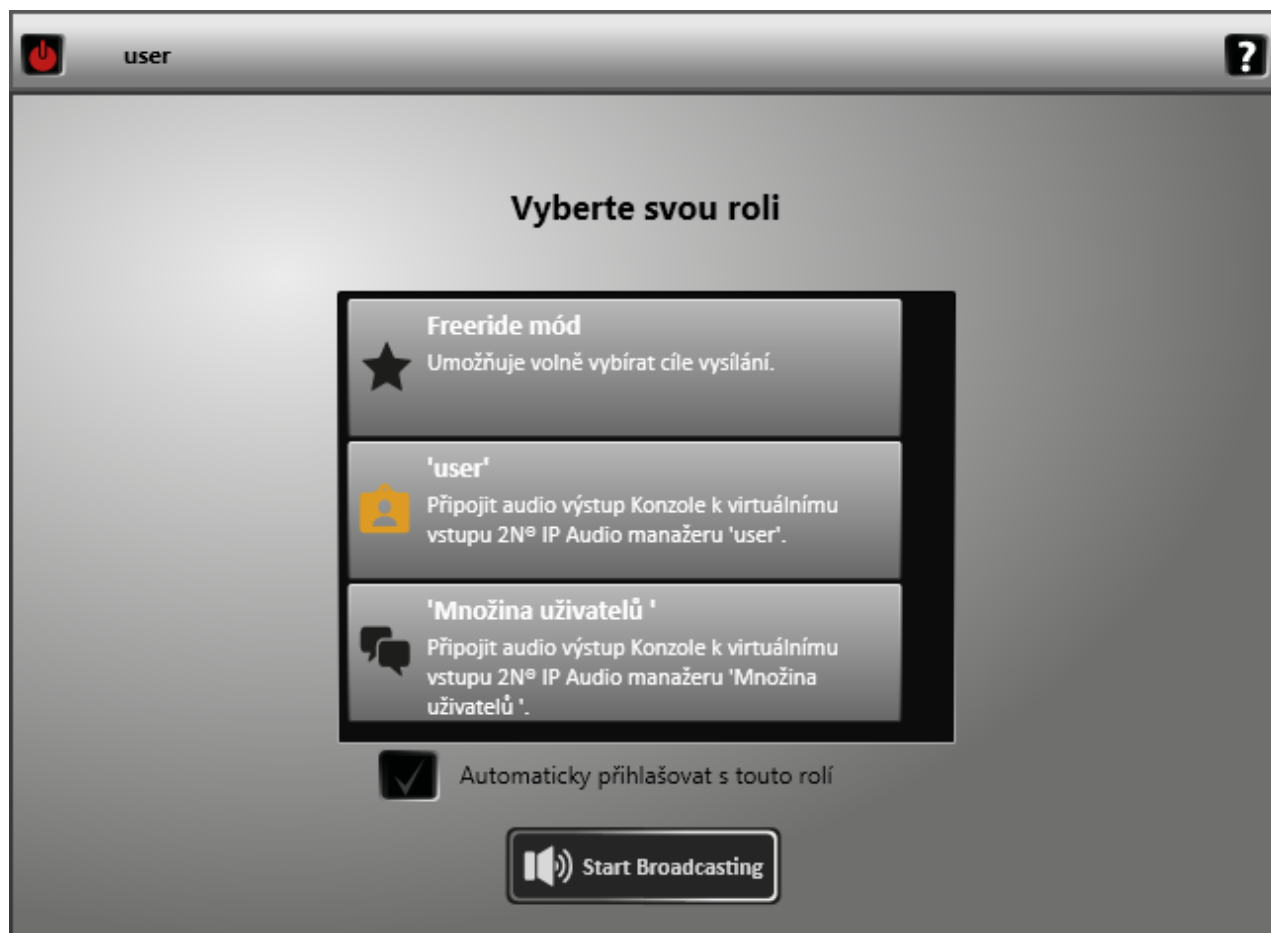 user
?
Vyberte svou roli
Freeride mód
Umožňuje volně vybírat cíle vysílání.
'user'
Připojit audio výstup Konzole k virtuálnímu
vstupu 2N® IP Audio manažeru 'user'.
'Množina uživatelů '
Připojit audio výstup Konzole k virtuálnímu
vstupu 2N® IP Audio manažeru 'Množina
uživatelů '.
Automaticky přihlašovat s touto rolí
Start Broadcasting